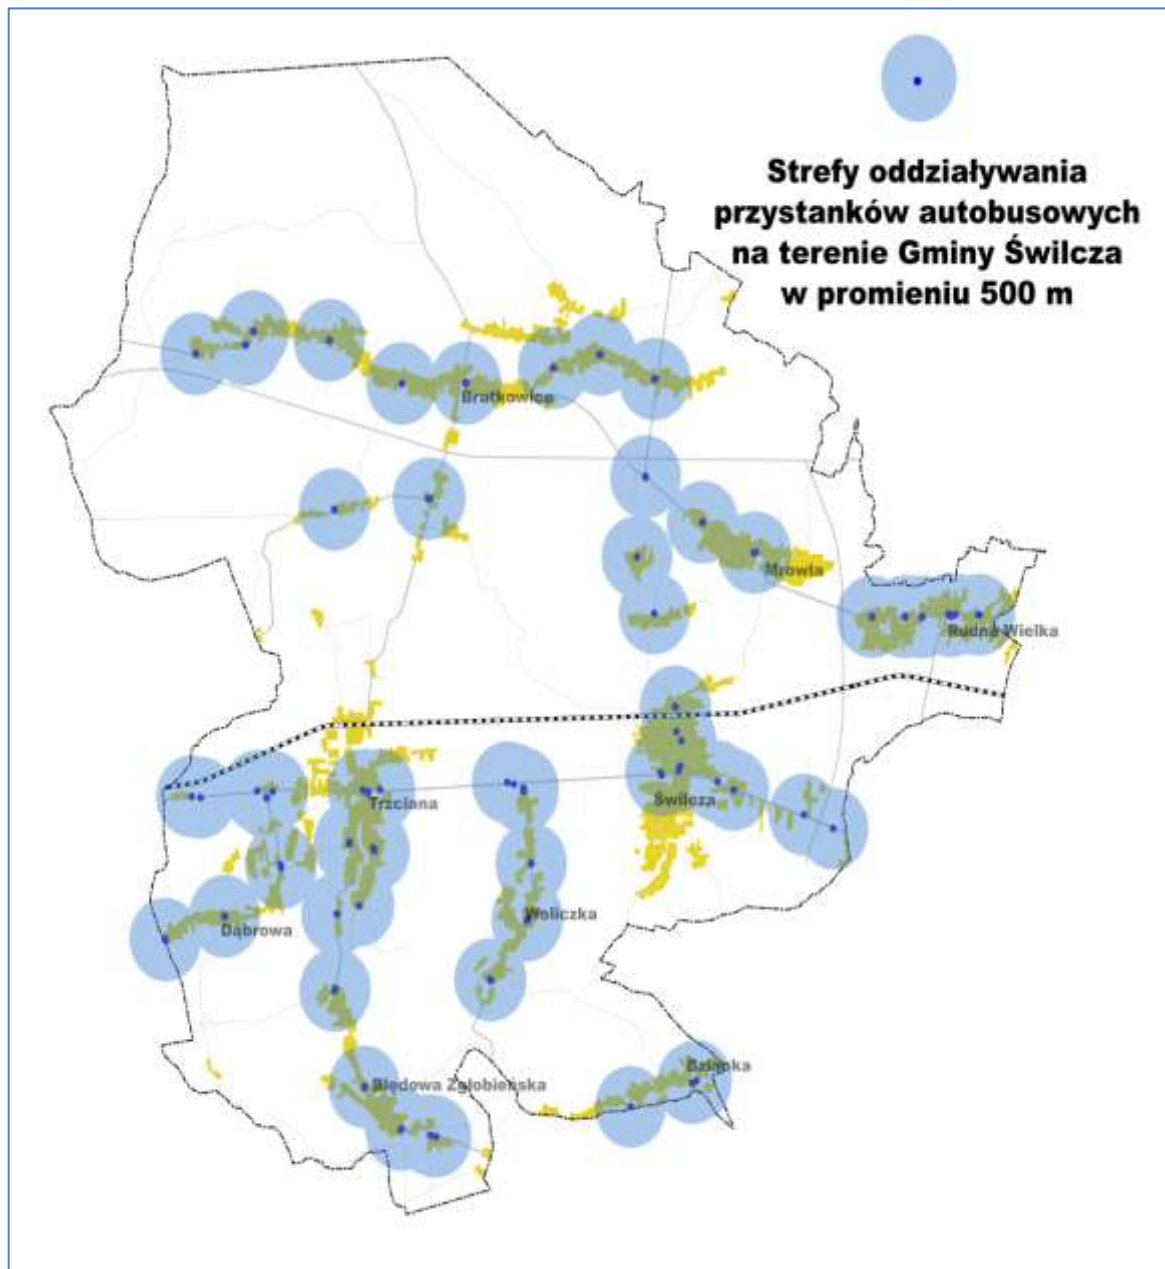 Strefy oddziaływania
przystanków autobusowych
na terenie Gminy Świlcza
w promieniu 500 m
Bratkowice
Mrowla
Rudna Wielka
Trzciana
Świlcza
Woliczka
Dąbrowa
Dzianka
Błędowa Zgłobieńska